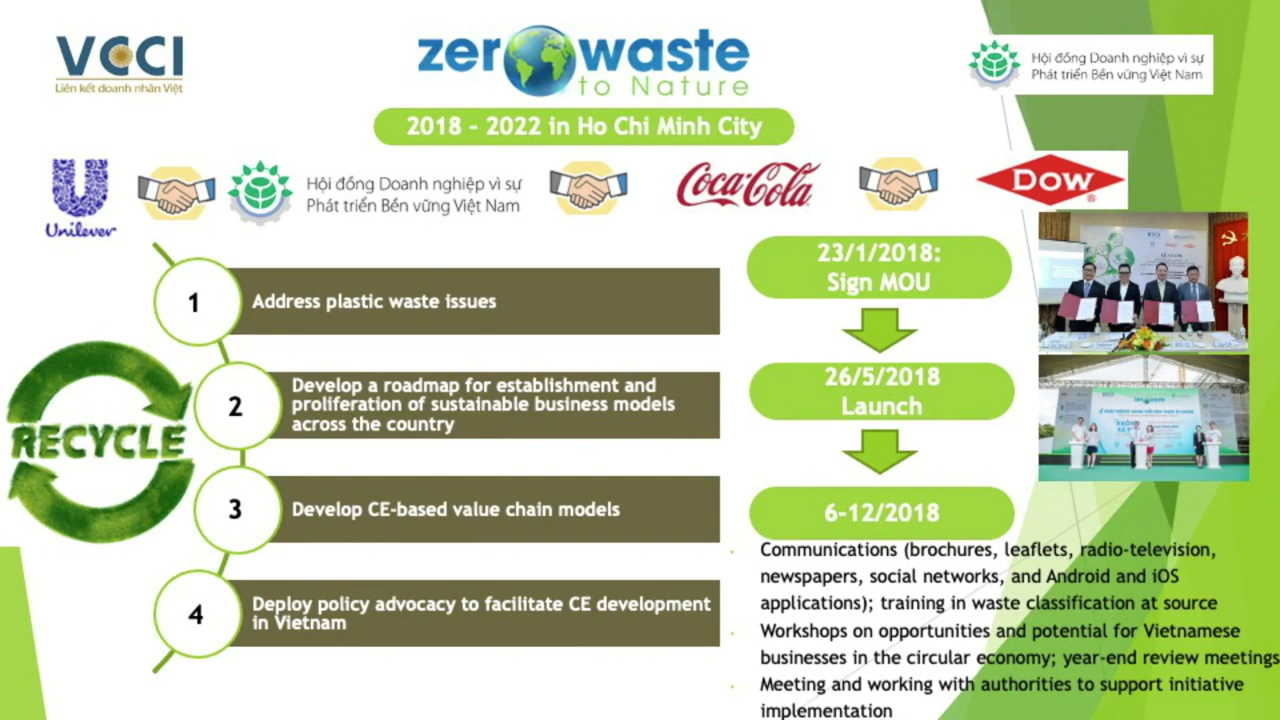 VCCI
Liên kết doanh nhân Việt
zerowaste
to Nature
Hội đồng Doanh nghiệp vì sự
Phát triển Bền vững Việt Nam
2018 - 2022 in Ho Chi Minh City
Unilever
Hội đồng Doanh nghiệp vì sự
Phát triển Bền vững Việt Nam
Coca-Cola
DOW
1
Address plastic waste issues
2
Develop a roadmap for establishment and
proliferation of sustainable business models
across the country
3
Develop CE-based value chain models
4
Deploy policy advocacy to facilitate CE development
in Vietnam
RECYCLE
23/1/2018:
Sign MOU
26/5/2018
Launch
6-12/2018
Communications (brochures, leaflets, radio-television,
newspapers, social networks, and Android and iOS
applications); training in waste classification at source
Workshops on opportunities and potential for Vietnamese
businesses in the circular economy; year-end review meetings
Meeting and working with authorities to support initiative
implementation
VCCI
zerowaste